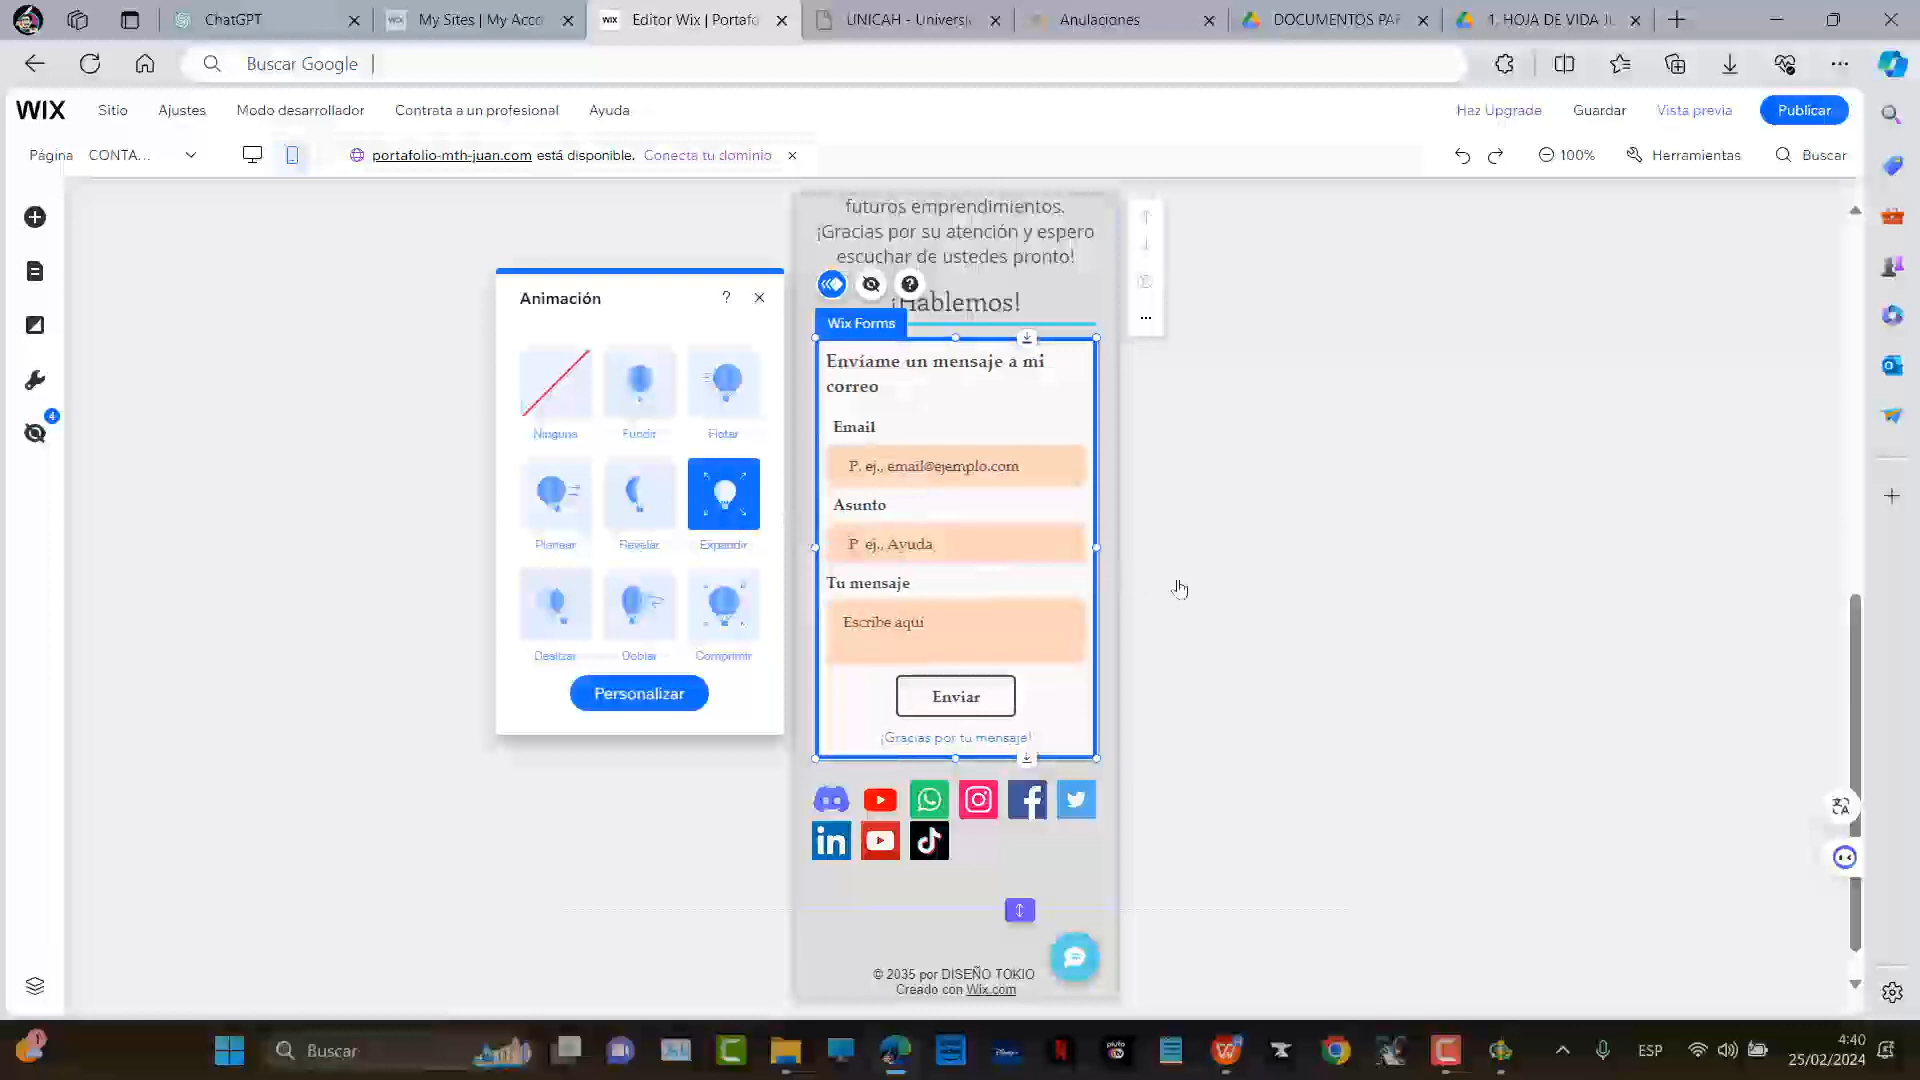 ChatGPT
My Sites | My Acco
Editor Wix | Portafo
UNICAH - Universi
Anulaciones
DOCUMENTOS PAR
1. HOJA DE VIDA JU
Buscar Google
WIX
Sitio
Ajustes
Modo desarrollador
Contrata a un profesional
Ayuda
Haz Upgrade
Guardar
Vista previa
Publicar
Página
CONTA...
portafolio-mth-juan.com está disponible. Conecta tu dominio
100%
Herramientas
Buscar
futuros emprendimientos.
¡Gracias por su atención y espero
escuchar de ustedes pronto!
¡Hablemos!
Wix Forms
Animación
Ninguna
Fundir
Flotar
Planear
Revelar
Expandir
Deslizar
Doblar
Comprimir
Personalizar
4
Envíame un mensaje a mi
correo
Email
P. ej., email@ejemplo.com
Asunto
P. ej., Ayuda
Tu mensaje
Escribe aquí
Enviar
¡Gracias por tu mensaje!
© 2035 por DISEÑO TOKIO
Creado con Wix.com
1
Buscar
ESP
4:40
25/02/2024